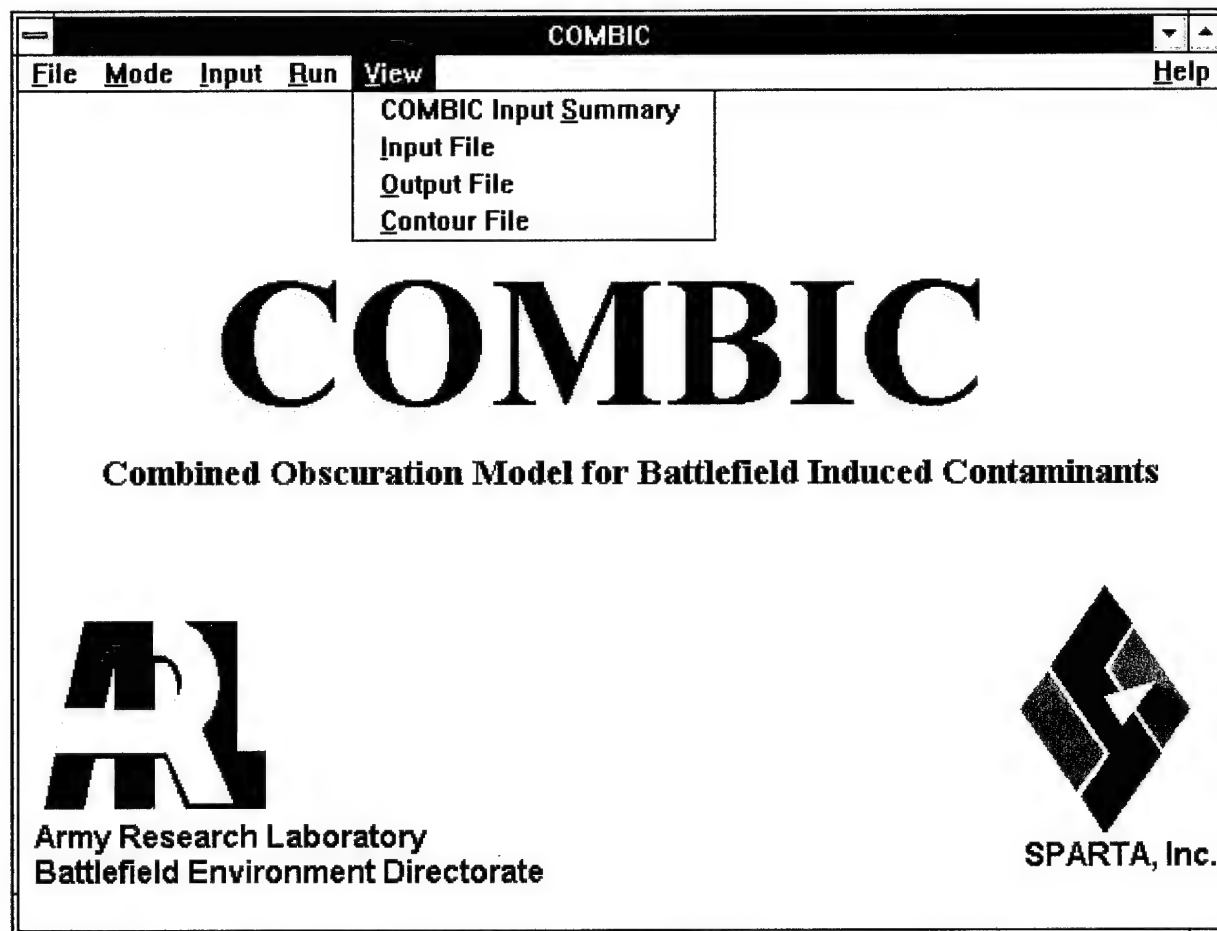 COMBIC
File Mode Input Run View Help
COMBIC Input Summary
Input File
Output File
Contour File
COMBIC
Combined Obscuration Model for Battlefield Induced Contaminants
ARL
Army Research Laboratory
Battlefield Environment Directorate
SPARTA, Inc.